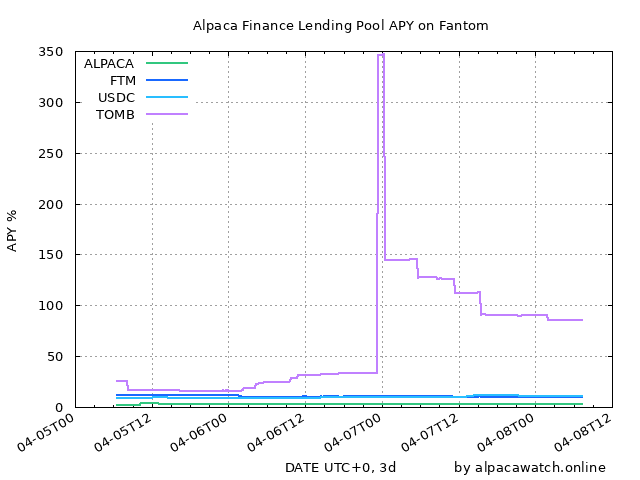 Alpaca Finance Lending Pool APY on Fantom
350
300
250
200
150
100
50
0
APY %
ALPACA
FTM
USDC
TOMB
04-05T00
04-05T12
04-06T00
04-06T12
04-07T00
04-07T12
04-08T00
04-08T12
DATE UTC+0, 3d
by alpacawatch.online